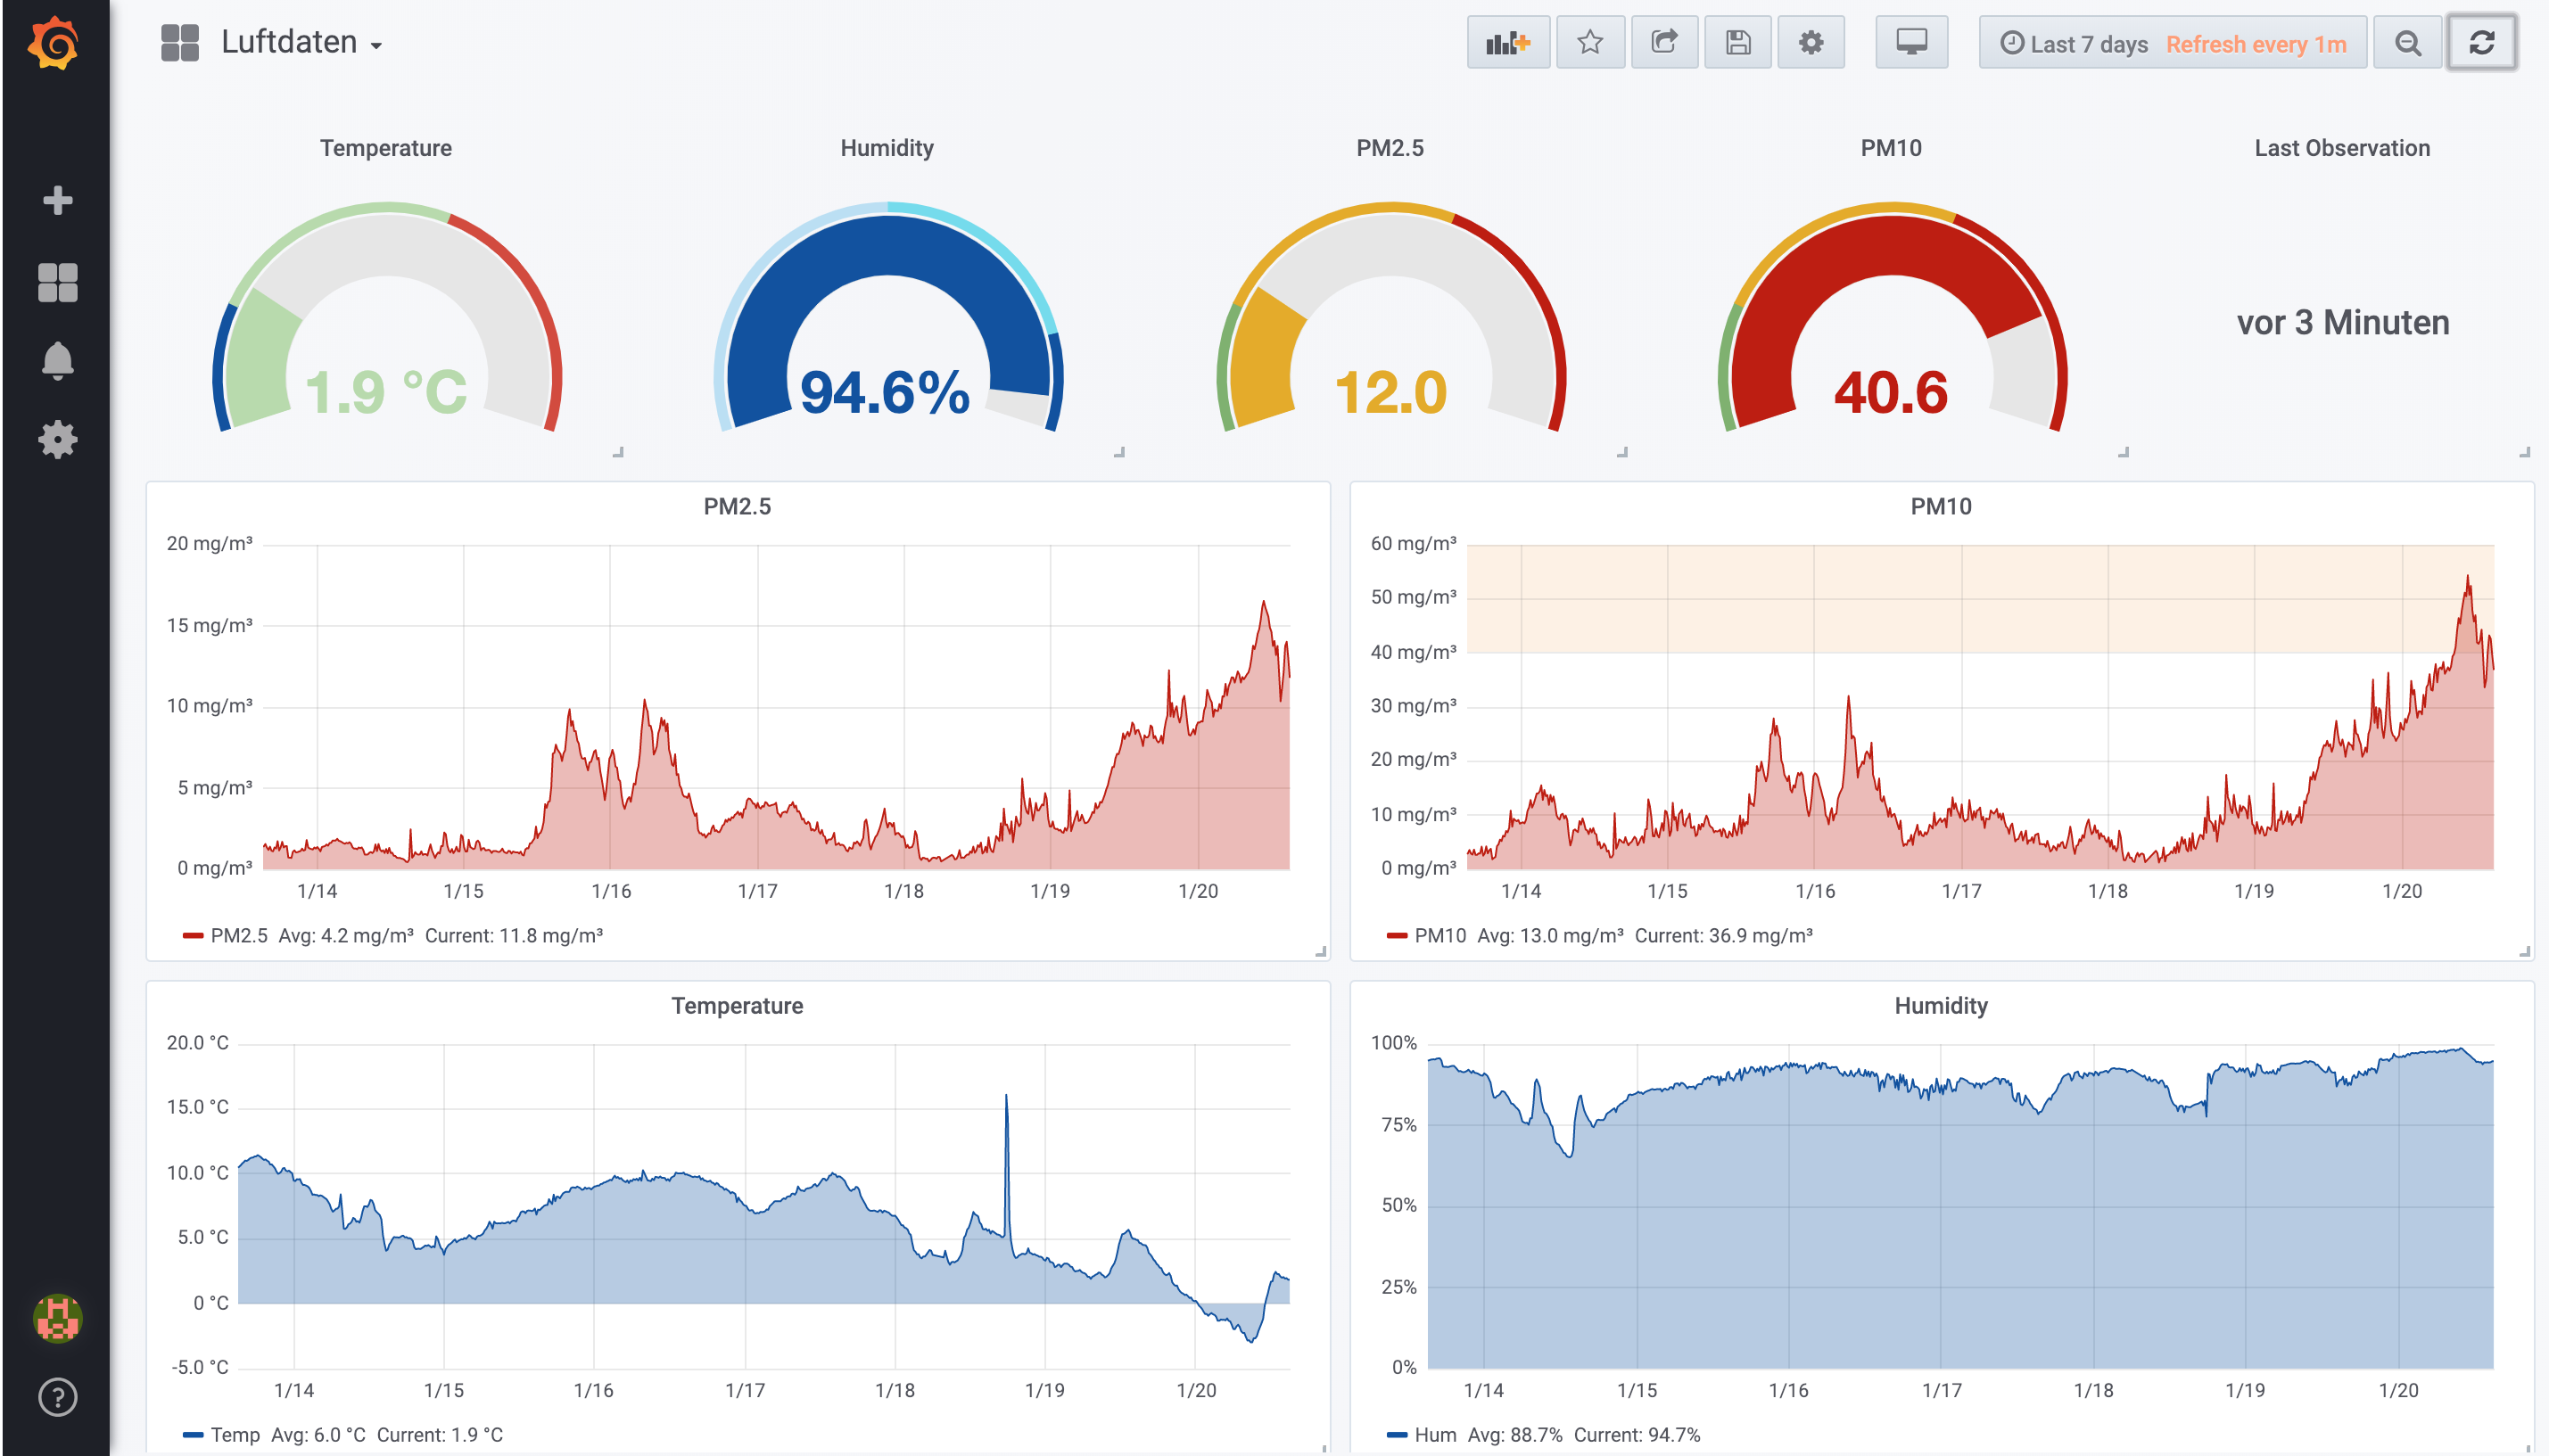 Luftdaten
Last 7 days Refresh every 1m
Temperature
1.9 °C
Humidity
94.6%
PM2.5
12.0
PM10
40.6
Last Observation
vor 3 Minuten
PM2.5
20 mg/m³
15 mg/m³
10 mg/m³
5 mg/m³
0 mg/m³
1/14 1/15 1/16 1/17 1/18 1/19 1/20
PM2.5 Avg: 4.2 mg/m³ Current: 11.8 mg/m³
PM10
60 mg/m³
50 mg/m³
40 mg/m³
30 mg/m³
20 mg/m³
10 mg/m³
0 mg/m³
1/14 1/15 1/16 1/17 1/18 1/19 1/20
PM10 Avg: 13.0 mg/m³ Current: 36.9 mg/m³
Temperature
20.0 °C
15.0 °C
10.0 °C
5.0 °C
0 °C
-5.0 °C
1/14 1/15 1/16 1/17 1/18 1/19 1/20
Temp Avg: 6.0 °C Current: 1.9 °C
Humidity
100%
75%
50%
25%
0%
1/14 1/15 1/16 1/17 1/18 1/19 1/20
Hum Avg: 88.7% Current: 94.7%